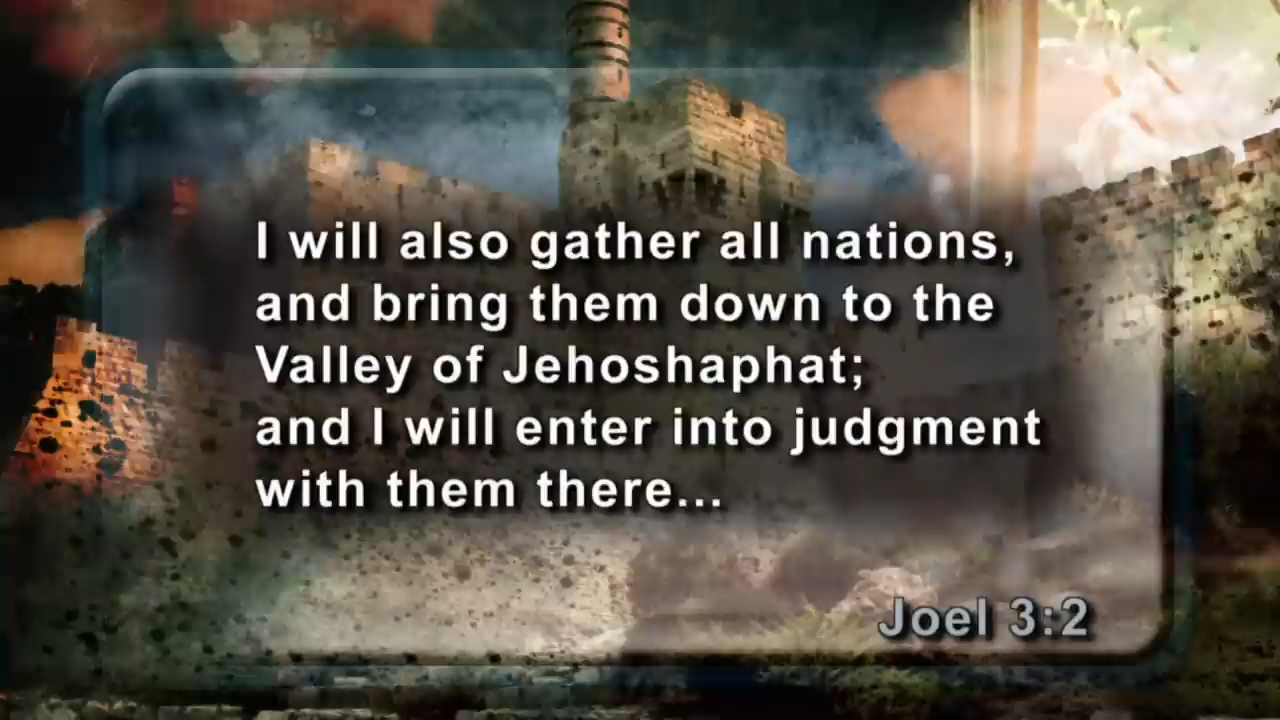 I will also gather all nations,
and bring them down to the
Valley of Jehoshaphat;
and I will enter into judgment
with them there...
Joel 3:2